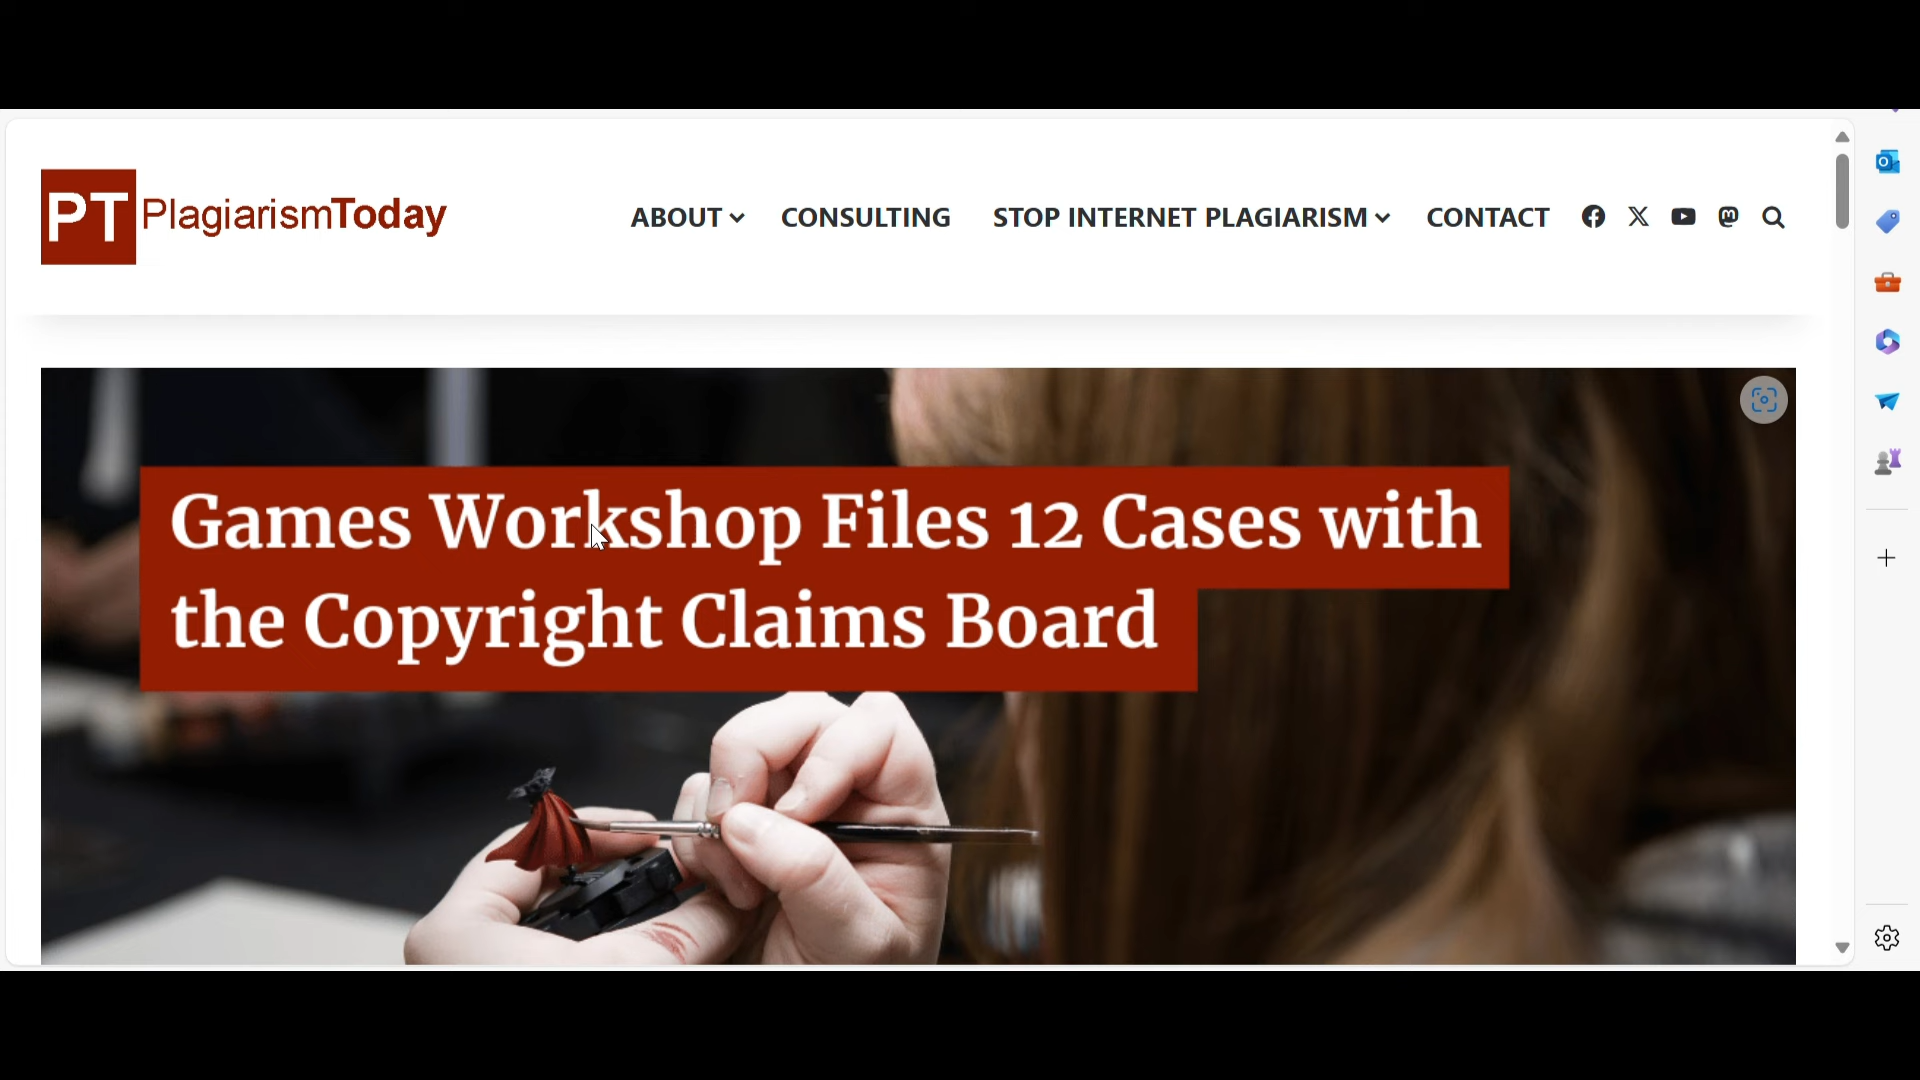 PT PlagiarismToday
ABOUT CONSULTING STOP INTERNET PLAGIARISM CONTACT
Games Workshop Files 12 Cases with
the Copyright Claims Board